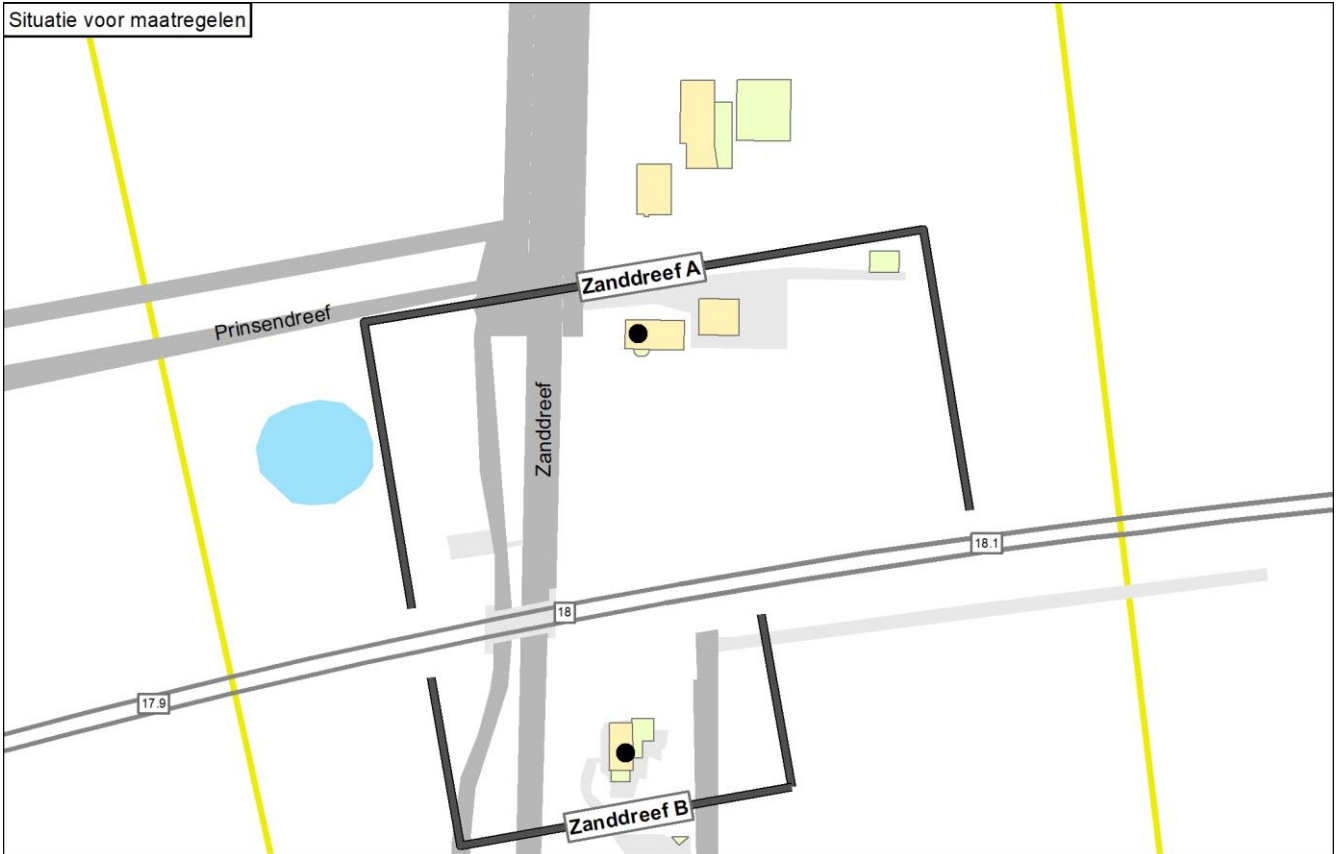 Situatie voor maatregelen
Zanddreef A
Prinsendreef
Zanddreef
18.1
18
17.9
Zanddreef B